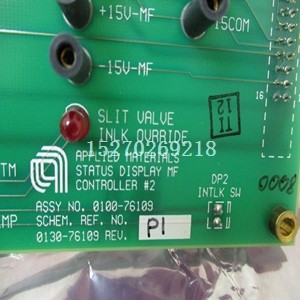 +15V-MF
15COM
-15V-MF
SLIT VALVE
INLK OVERRIDE
15270269218
TI
12
16
TM
APPLIED MATERIALS
STATUS DISPLAY MF
CONTROLLER #2
DP2
INTLK SW
ASSY NO. 0100-76109
EMP
SCHEM. REF. NO.
0130-76109 REV.
P1